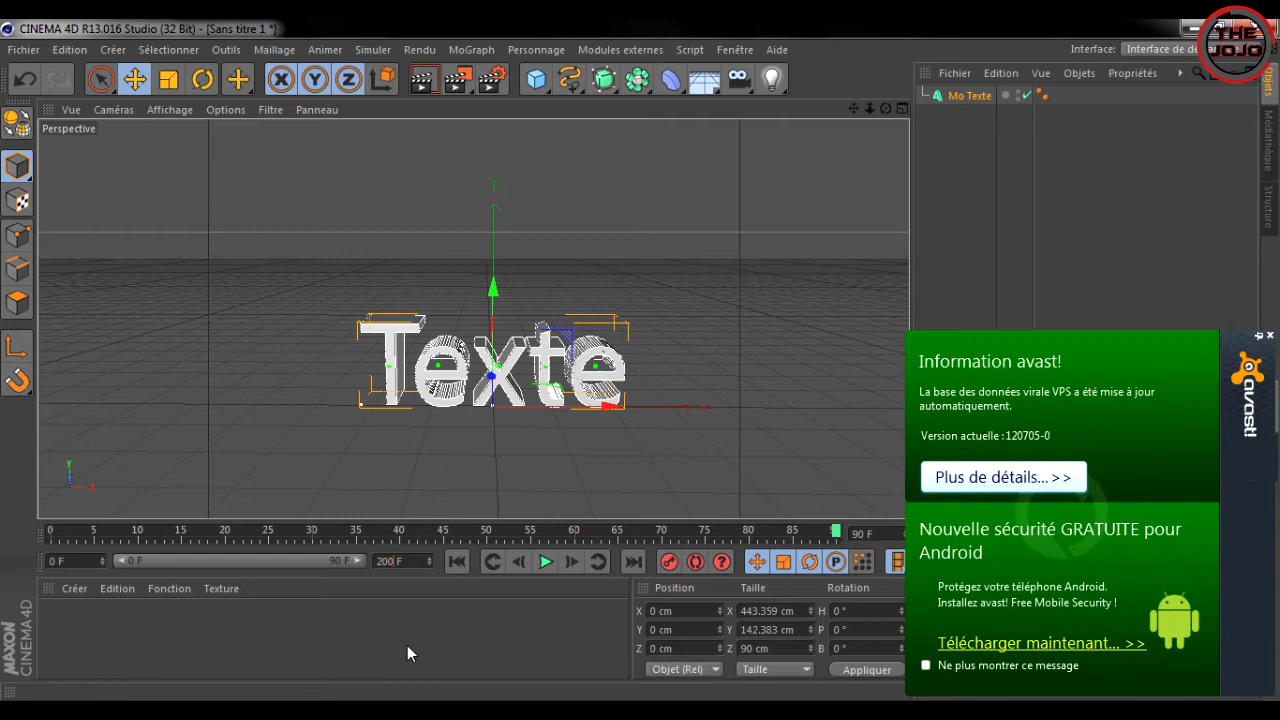 CINEMA 4D R13.016 Studio (32 Bit) - [Sans titre 1 *]
THE JOJO
Fichier Edition Créer Sélectionner Outils Maillage Animer Simuler Rendu MoGraph Personnage Modules externes Script Fenêtre Aide
Interface: Interface de dé
X Y Z
Fichier Edition Vue Objets Propriétés
Objets
Médiathèque
Structure
Mo Texte
Vue Caméras Affichage Options Filtre Panneau
Perspective
Y
Texte
Y
X
Information avast!
La base des données virale VPS a été mise à jour
automatiquement.
Version actuelle : 120705-0
Plus de détails... >>
avast!
Nouvelle sécurité GRATUITE pour
Android
Protégez votre téléphone Android.
Installez avast! Free Mobile Security !
Télécharger maintenant... >>
Ne plus montrer ce message
0 5 10 15 20 25 30 35 40 45 50 55 60 65 70 75 80 85
90 F
0 F
0 F 90 F
200 F
P
Créer Edition Fonction Texture
Position Taille Rotation
X 0 cm X 443.359 cm H 0 °
Y 0 cm Y 142.383 cm P 0 °
Z 0 cm Z 90 cm B 0 °
Objet (Rel) Taille Appliquer
MAXON
CINEMA 4D